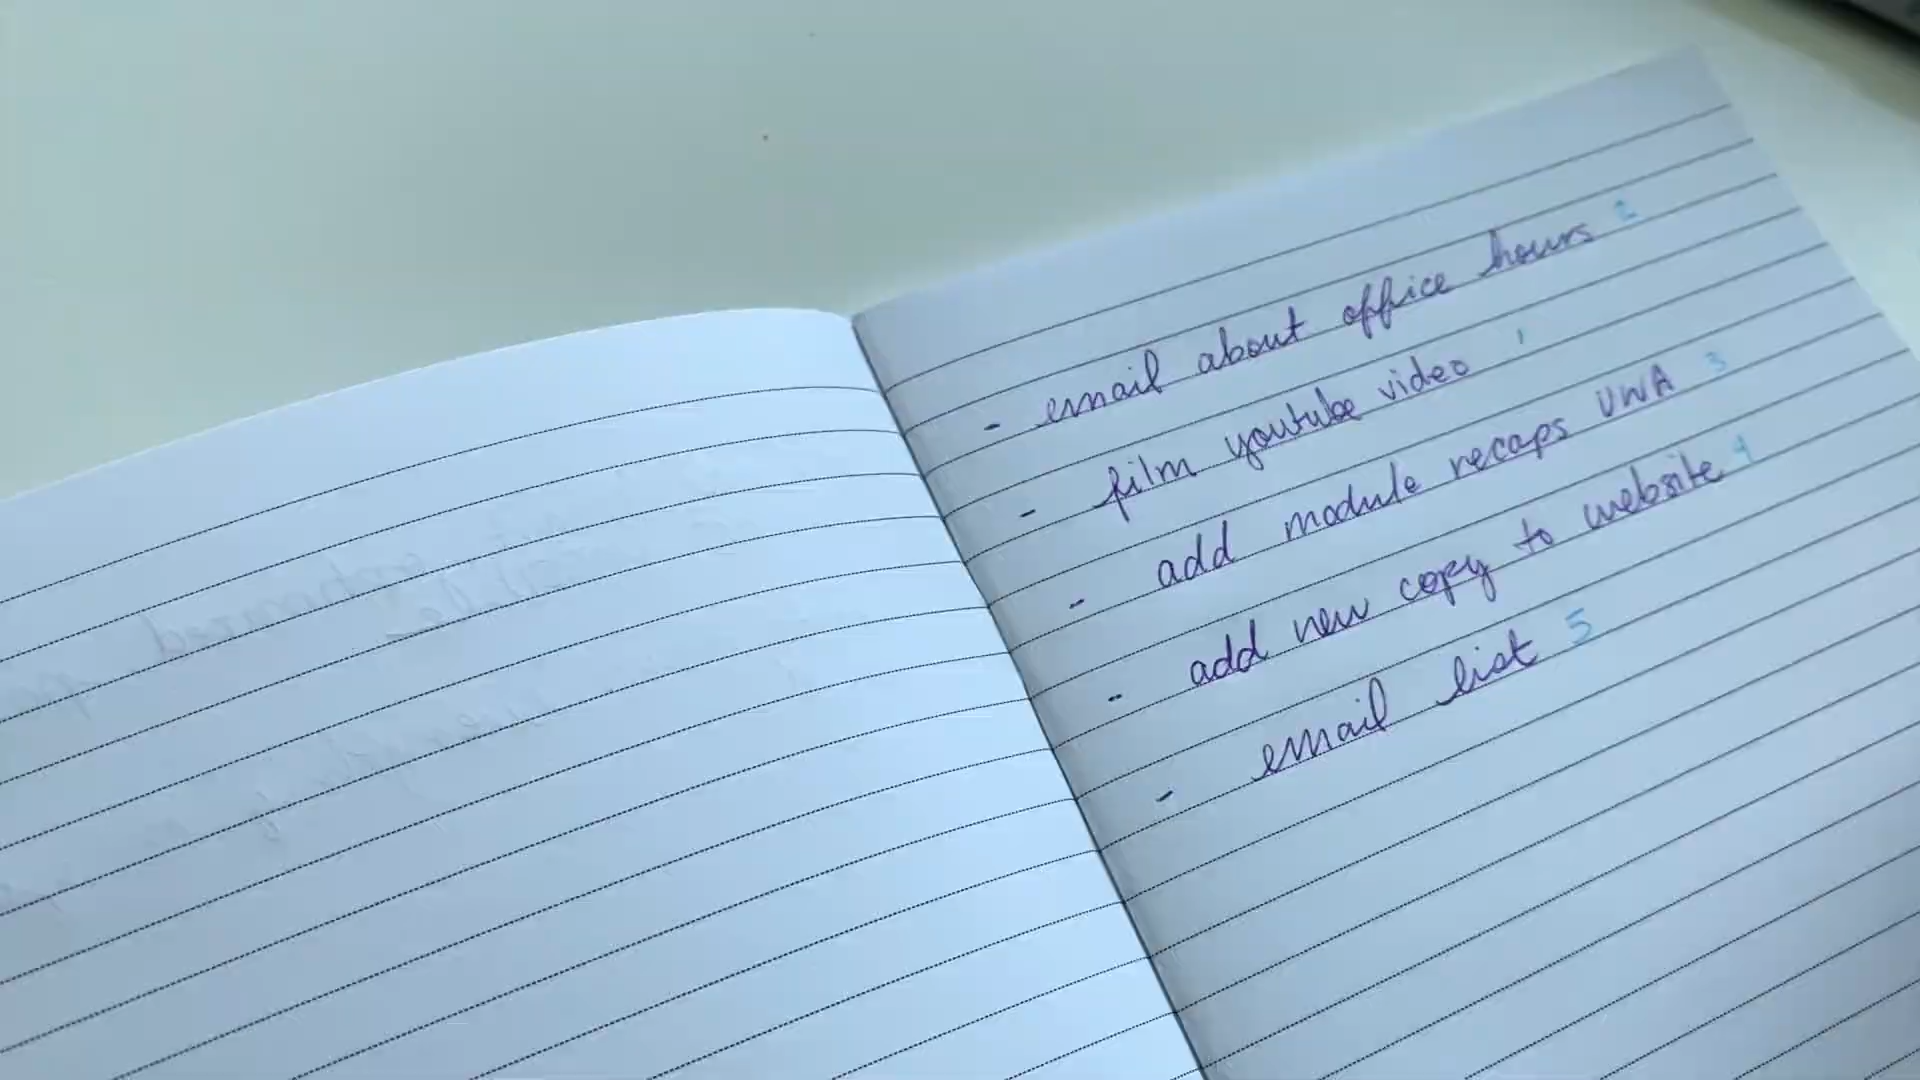 - email about office hours 2
- film youtube video 1
- add module recaps UWA 3
- add new copy to website 4
- email list 5